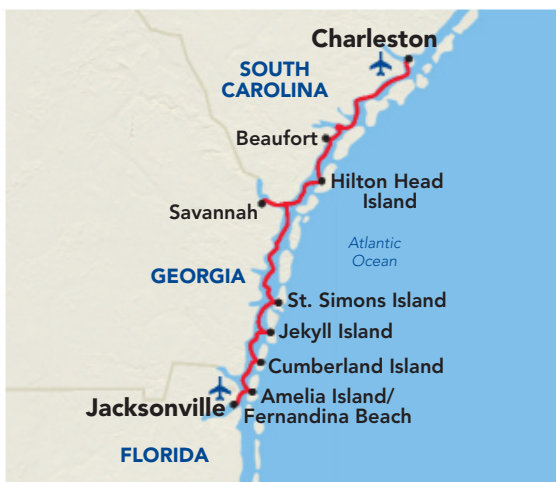 Charleston
SOUTH
CAROLINA
Beaufort
Hilton Head
Island
Savannah
Atlantic
Ocean
GEORGIA
St. Simons Island
Jekyll Island
Cumberland Island
Amelia Island/
Fernandina Beach
Jacksonville
FLORIDA